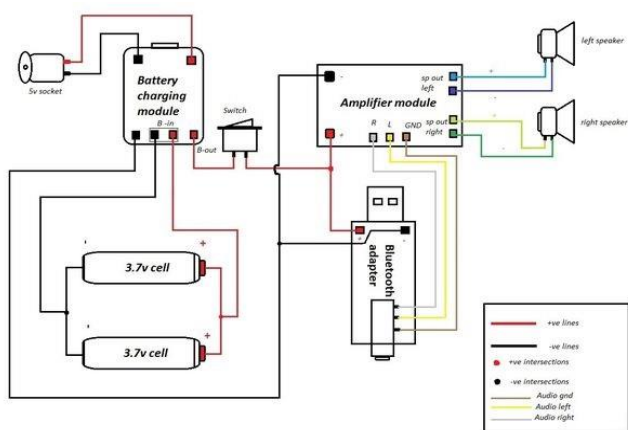 5v socket
Battery
charging
module
B -in
B-out
Switch
-
Amplifier module
+
R
L
GND
sp out
left
sp out
right
+
-
+
-
left speaker
right speaker
+
-
Bluetooth
adapter
-
+
3.7v cell
-
+
3.7v cell
+ve lines
-ve lines
+ve intersections
-ve intersections
Audio gnd
Audio left
Audio right